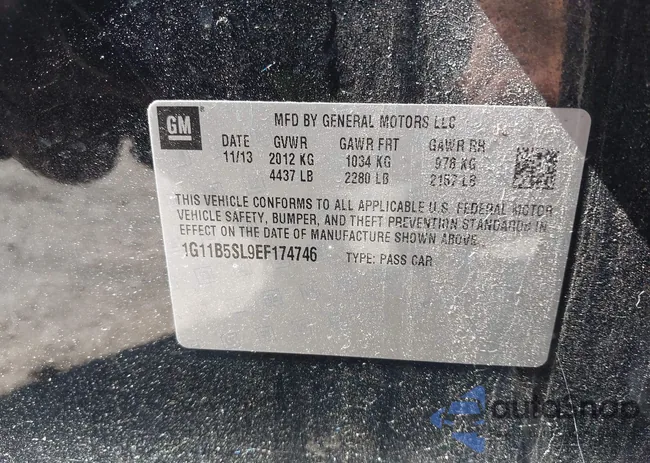 GM
MFD BY GENERAL MOTORS LLC
DATE GVWR GAWR FRT GAWR RR
11/13 2012 KG 1034 KG 978 KG
4437 LB 2280 LB 2157 LB
THIS VEHICLE CONFORMS TO ALL APPLICABLE U.S. FEDERAL MOTOR
VEHICLE SAFETY, BUMPER, AND THEFT PREVENTION STANDARDS IN
EFFECT ON THE DATE OF MANUFACTURE SHOWN ABOVE.
1G11B5SL9EF174746 TYPE: PASS CAR
autoSnap